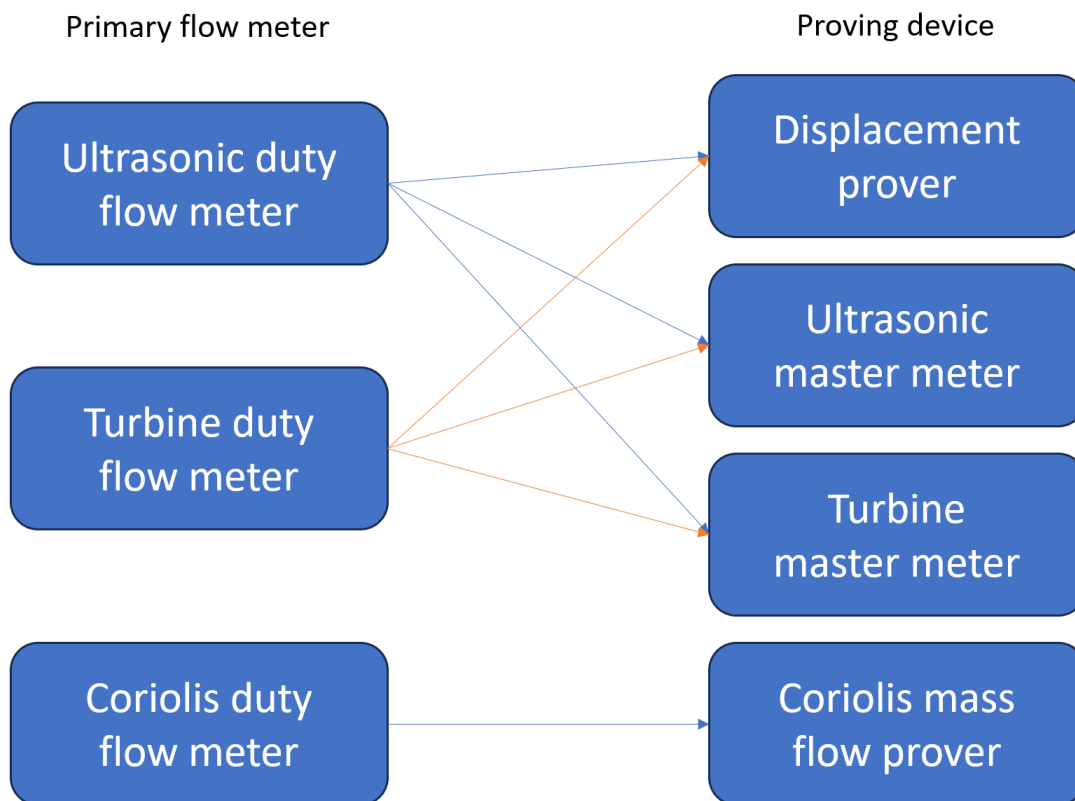 Primary flow meter
Proving device
Ultrasonic duty
flow meter
Turbine duty
flow meter
Coriolis duty
flow meter
Displacement
prover
Ultrasonic
master meter
Turbine
master meter
Coriolis mass
flow prover